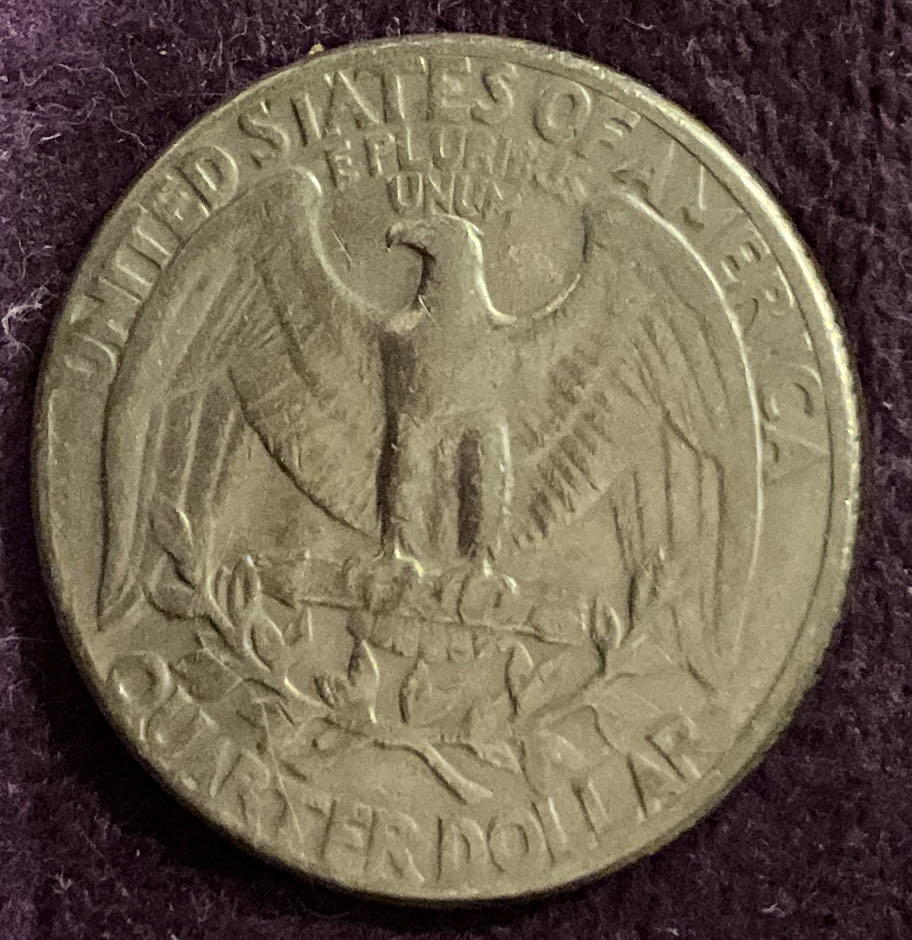 UNITED STATES OF AMERICA
E PLURIBUS
UNUM
QUARTER DOLLAR